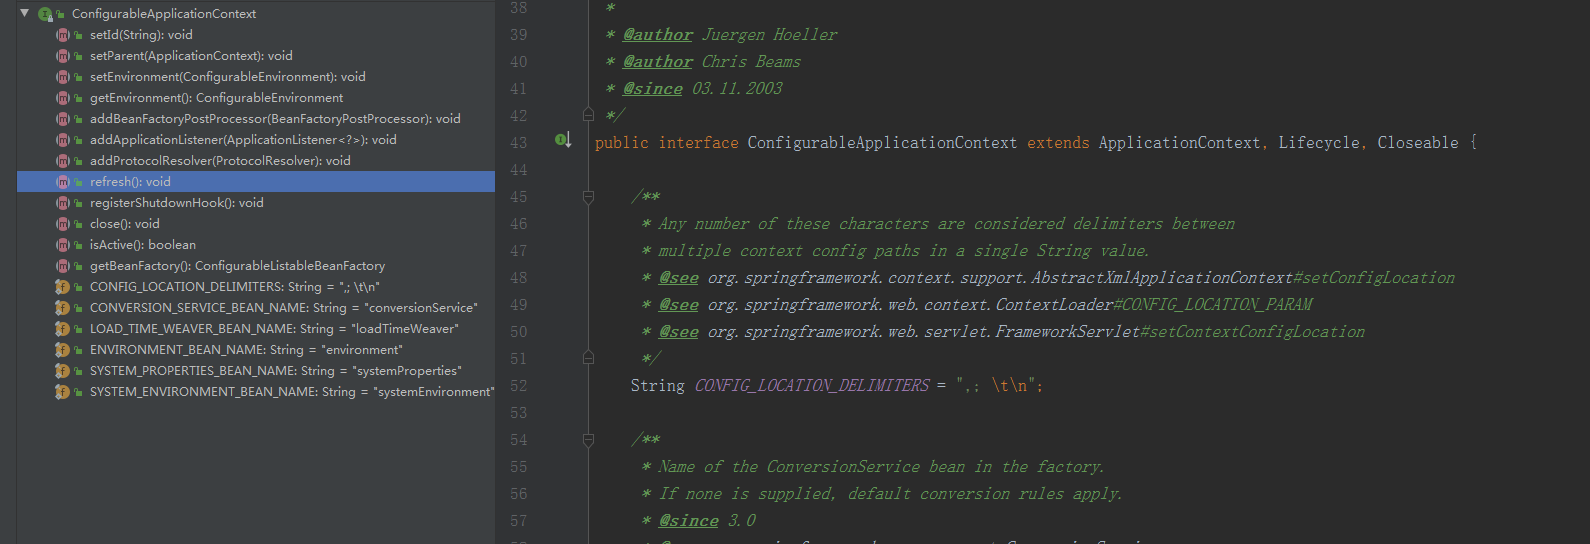 ConfigurableApplicationContext
setId(String): void
setParent(ApplicationContext): void
setEnvironment(ConfigurableEnvironment): void
getEnvironment(): ConfigurableEnvironment
addBeanFactoryPostProcessor(BeanFactoryPostProcessor): void
addApplicationListener(ApplicationListener<?>): void
addProtocolResolver(ProtocolResolver): void
refresh(): void
registerShutdownHook(): void
close(): void
isActive(): boolean
getBeanFactory(): ConfigurableListableBeanFactory
CONFIG_LOCATION_DELIMITERS: String = ",; \t\n"
CONVERSION_SERVICE_BEAN_NAME: String = "conversionService"
LOAD_TIME_WEAVER_BEAN_NAME: String = "loadTimeWeaver"
ENVIRONMENT_BEAN_NAME: String = "environment"
SYSTEM_PROPERTIES_BEAN_NAME: String = "systemProperties"
SYSTEM_ENVIRONMENT_BEAN_NAME: String = "systemEnvironment"
38 *
39 * @author Juergen Hoeller
40 * @author Chris Beams
41 * @since 03.11.2003
42 */
43 public interface ConfigurableApplicationContext extends ApplicationContext, Lifecycle, Closeable {
44
45 /**
46 * Any number of these characters are considered delimiters between
47 * multiple context config paths in a single String value.
48 * @see org.springframework.context.support.AbstractXmlApplicationContext#setConfigLocation
49 * @see org.springframework.web.context.ContextLoader#CONFIG_LOCATION_PARAM
50 * @see org.springframework.web.servlet.FrameworkServlet#setContextConfigLocation
51 */
52 String CONFIG_LOCATION_DELIMITERS = ",; \t\n";
53
54 /**
55 * Name of the ConversionService bean in the factory.
56 * If none is supplied, default conversion rules apply.
57 * @since 3.0